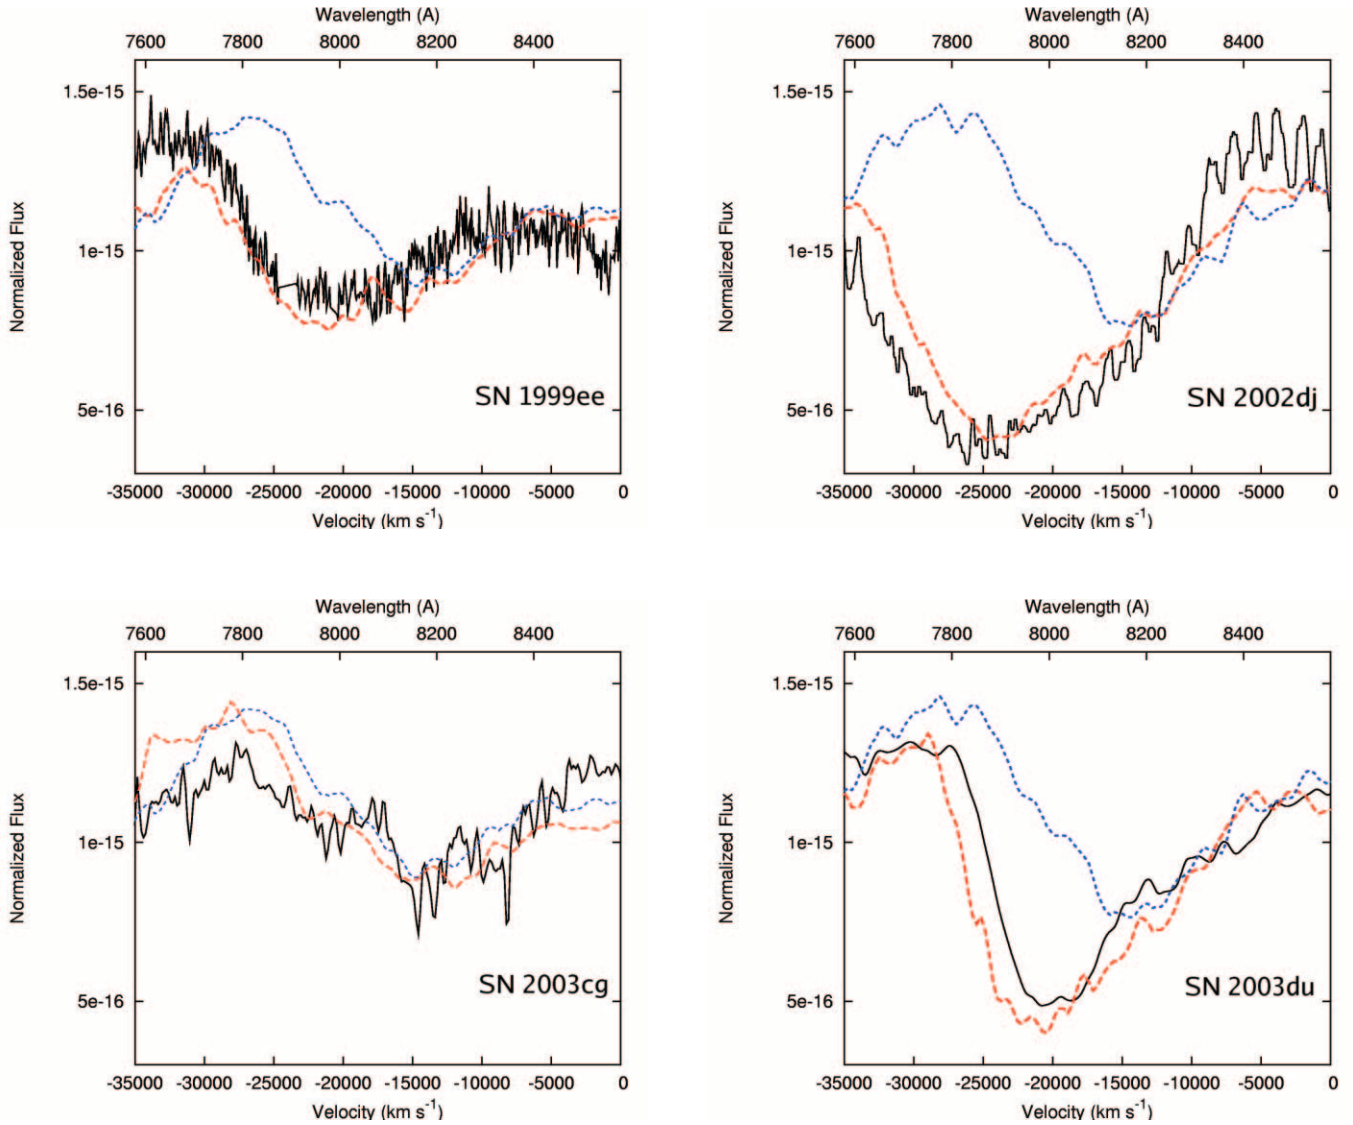 Wavelength (A)
7600 7800 8000 8200 8400
Normalized Flux
1.5e-15
1e-15
5e-16
SN 1999ee
-35000 -30000 -25000 -20000 -15000 -10000 -5000 0
Velocity (km s-1)
Wavelength (A)
7600 7800 8000 8200 8400
Normalized Flux
1.5e-15
1e-15
5e-16
SN 2002dj
-35000 -30000 -25000 -20000 -15000 -10000 -5000 0
Velocity (km s-1)
Wavelength (A)
7600 7800 8000 8200 8400
Normalized Flux
1.5e-15
1e-15
5e-16
SN 2003cg
-35000 -30000 -25000 -20000 -15000 -10000 -5000 0
Velocity (km s-1)
Wavelength (A)
7600 7800 8000 8200 8400
Normalized Flux
1.5e-15
1e-15
5e-16
SN 2003du
-35000 -30000 -25000 -20000 -15000 -10000 -5000 0
Velocity (km s-1)